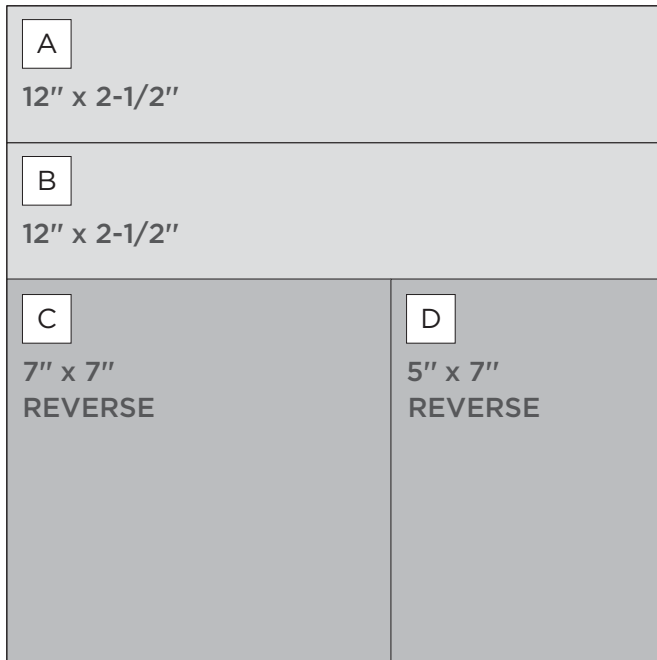 A
12" x 2-1/2"
B
12" x 2-1/2"
C
7" x 7"
REVERSE
D
5" x 7"
REVERSE